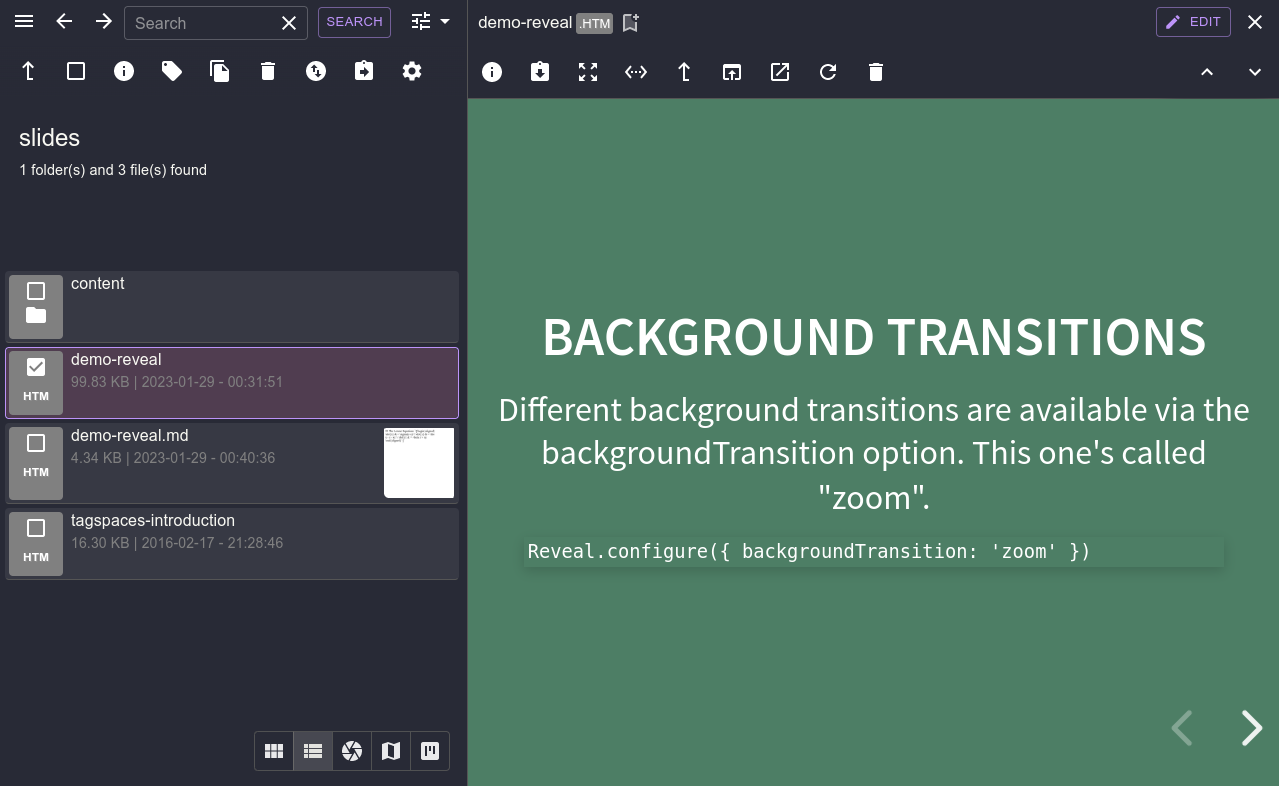 Search
SEARCH
slides
1 folder(s) and 3 file(s) found
content
demo-reveal
99.83 KB | 2023-01-29 - 00:31:51
HTM
demo-reveal.md
4.34 KB | 2023-01-29 - 00:40:36
HTM
tagspaces-introduction
16.30 KB | 2016-02-17 - 21:28:46
HTM
demo-reveal .HTM
EDIT
BACKGROUND TRANSITIONS
Different background transitions are available via the
backgroundTransition option. This one's called
"zoom".
Reveal.configure({ backgroundTransition: 'zoom' })